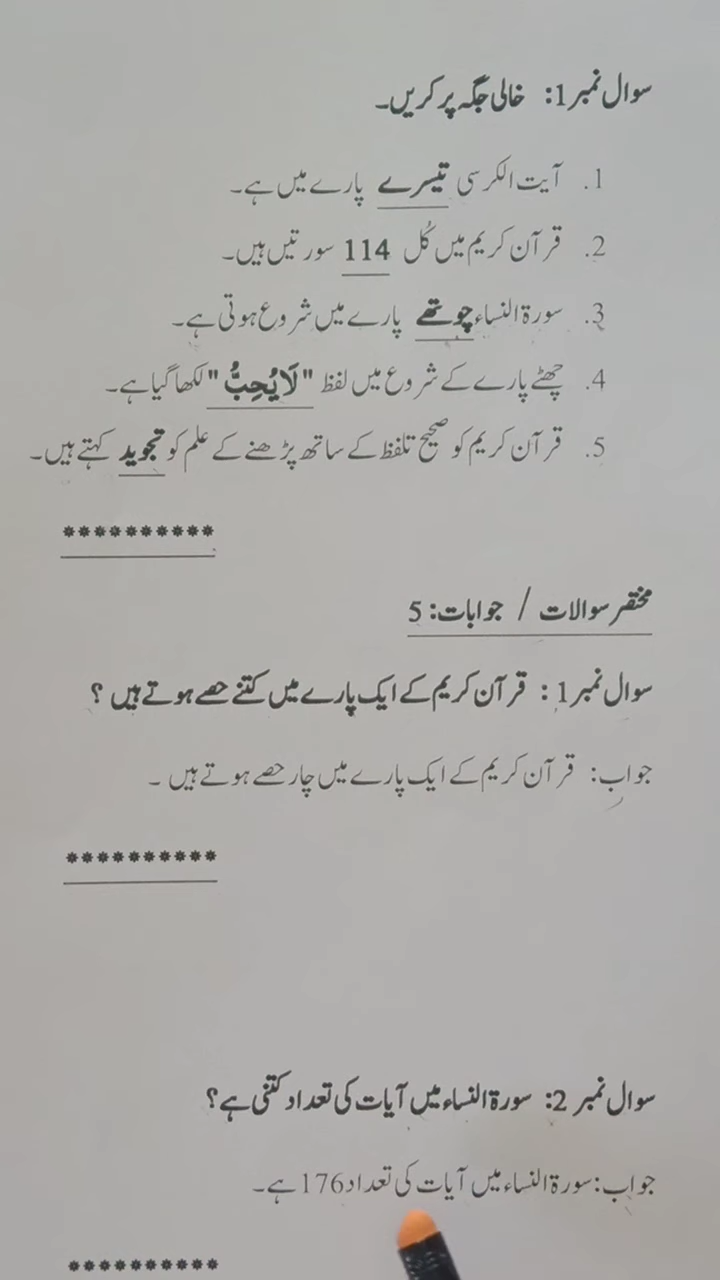 سوال نمبر 1: خالی جگہ پر کریں۔
1. آیت الکرسی تیسرے پارے میں ہے۔
2. قرآن کریم میں کُل 114 سورتیں ہیں۔
3. سورۃ النساء چوتھے پارے میں شروع ہوتی ہے۔
4. چھٹے پارے کے شروع میں لفظ "لَا یُحِبُّ" لکھا گیا ہے۔
5. قرآن کریم کو صحیح تلفظ کے ساتھ پڑھنے کے علم کو تجوید کہتے ہیں۔
**********
مختصر سوالات / جوابات: 5
سوال نمبر 1: قرآن کریم کے ایک پارے میں کتنے حصے ہوتے ہیں ؟
جواب: قرآن کریم کے ایک پارے میں چار حصے ہوتے ہیں ۔
**********
سوال نمبر 2: سورۃ النساء میں آیات کی تعداد کتنی ہے؟
جواب: سورۃ النساء میں آیات کی تعداد 176 ہے۔
**********